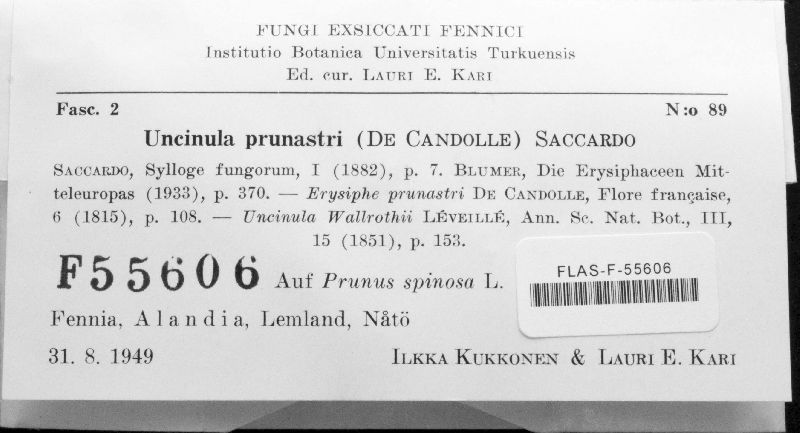 FUNGI EXSICCATI FENNICI
Institutio Botanica Universitatis Turkuensis
Ed. cur. LAURI E. KARI
Fasc. 2 N:o 89
Uncinula prunastri (DE CANDOLLE) SACCARDO
SACCARDO, Sylloge fungorum, I (1882), p. 7. BLUMER, Die Erysiphaceen Mit-
teleuropas (1933), p. 370. — Erysiphe prunastri DE CANDOLLE, Flore française,
6 (1815), p. 108. — Uncinula Wallrothii LÉVEILLÉ, Ann. Sc. Nat. Bot., III,
15 (1851), p. 153.
F55606 Auf Prunus spinosa L.
FLAS-F-55606
Fennia, Alandia, Lemland, Nåtö
31. 8. 1949 ILKKA KUKKONEN & LAURI E. KARI